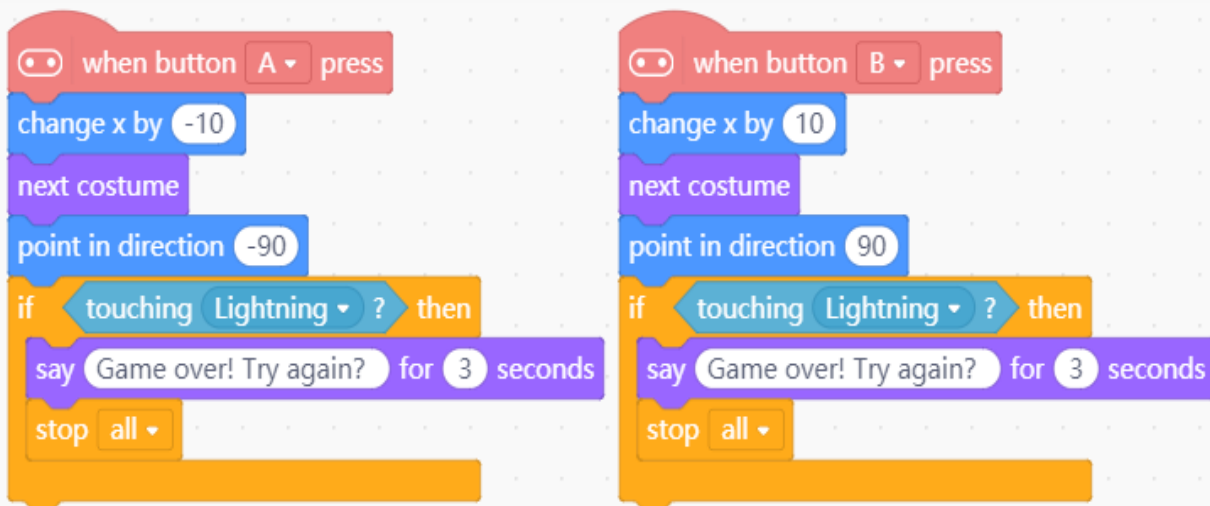 when button A press
change x by -10
next costume
point in direction -90
if touching Lightning ? then
say Game over! Try again? for 3 seconds
stop all
when button B press
change x by 10
next costume
point in direction 90
if touching Lightning ? then
say Game over! Try again? for 3 seconds
stop all